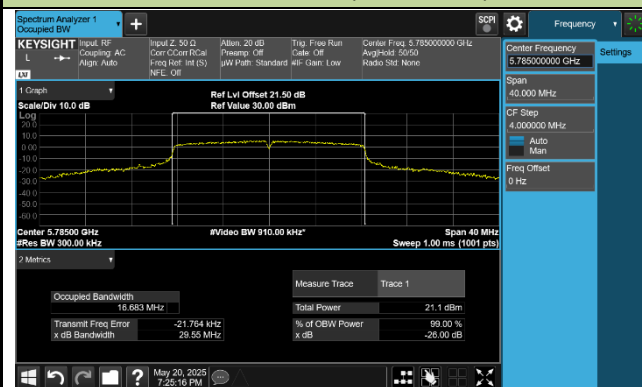 Spectrum Analyzer 1
Occupied BW
SCPI
Frequency
KEYSIGHT
L
LXI
Input: RF
Coupling: AC
Align: Auto
Input Z: 50 Ω
Corr CCorr RCal
Freq Ref: Int (S)
NFE: Off
Atten: 20 dB
Preamp: Off
µW Path: Standard
Trig: Free Run
Gate: Off
#IF Gain: Low
Center Freq: 5.785000000 GHz
Avg|Hold: 50/50
Radio Std: None
Center Frequency
5.785000000 GHz
Settings
Span
40.000 MHz
CF Step
4.000000 MHz
Auto
Man
Freq Offset
0 Hz
1 Graph
Scale/Div 10.0 dB
Ref Lvl Offset 21.50 dB
Ref Value 30.00 dBm
Log
20.0
10.0
0.00
-10.0
-20.0
-30.0
-40.0
-50.0
-60.0
Center 5.78500 GHz
#Video BW 910.00 kHz*
Span 40 MHz
#Res BW 300.00 kHz
Sweep 1.00 ms (1001 pts)
2 Metrics
Measure Trace
Trace 1
Occupied Bandwidth
16.683 MHz
Total Power
21.1 dBm
Transmit Freq Error
-21.764 kHz
% of OBW Power
99.00 %
x dB Bandwidth
29.55 MHz
x dB
-26.00 dB
?
May 20, 2025
7:25:16 PM